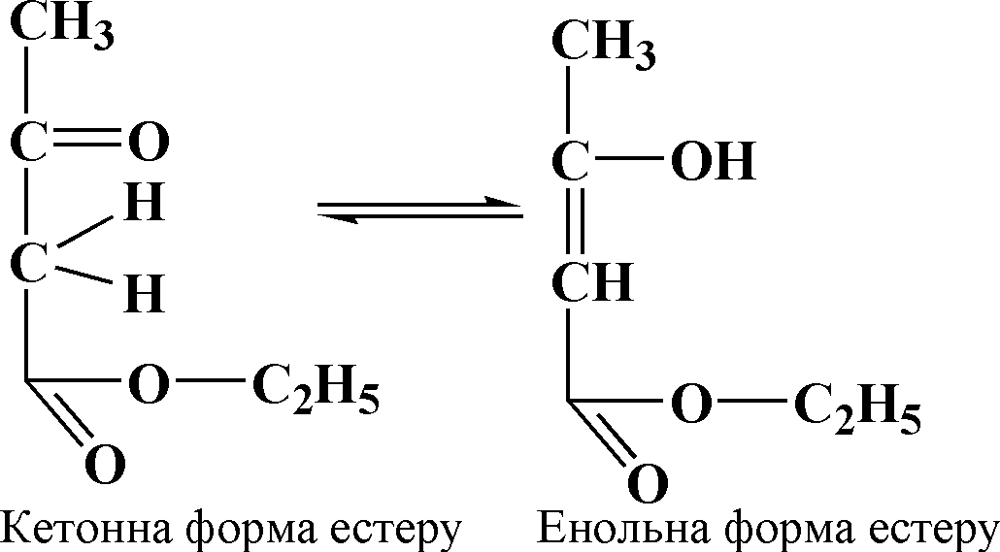 CH3 CH3
C=O C—OH
H
C CH
H
O—C2H5 O—C2H5
O O
Кетонна форма естеру Енольна форма естеру